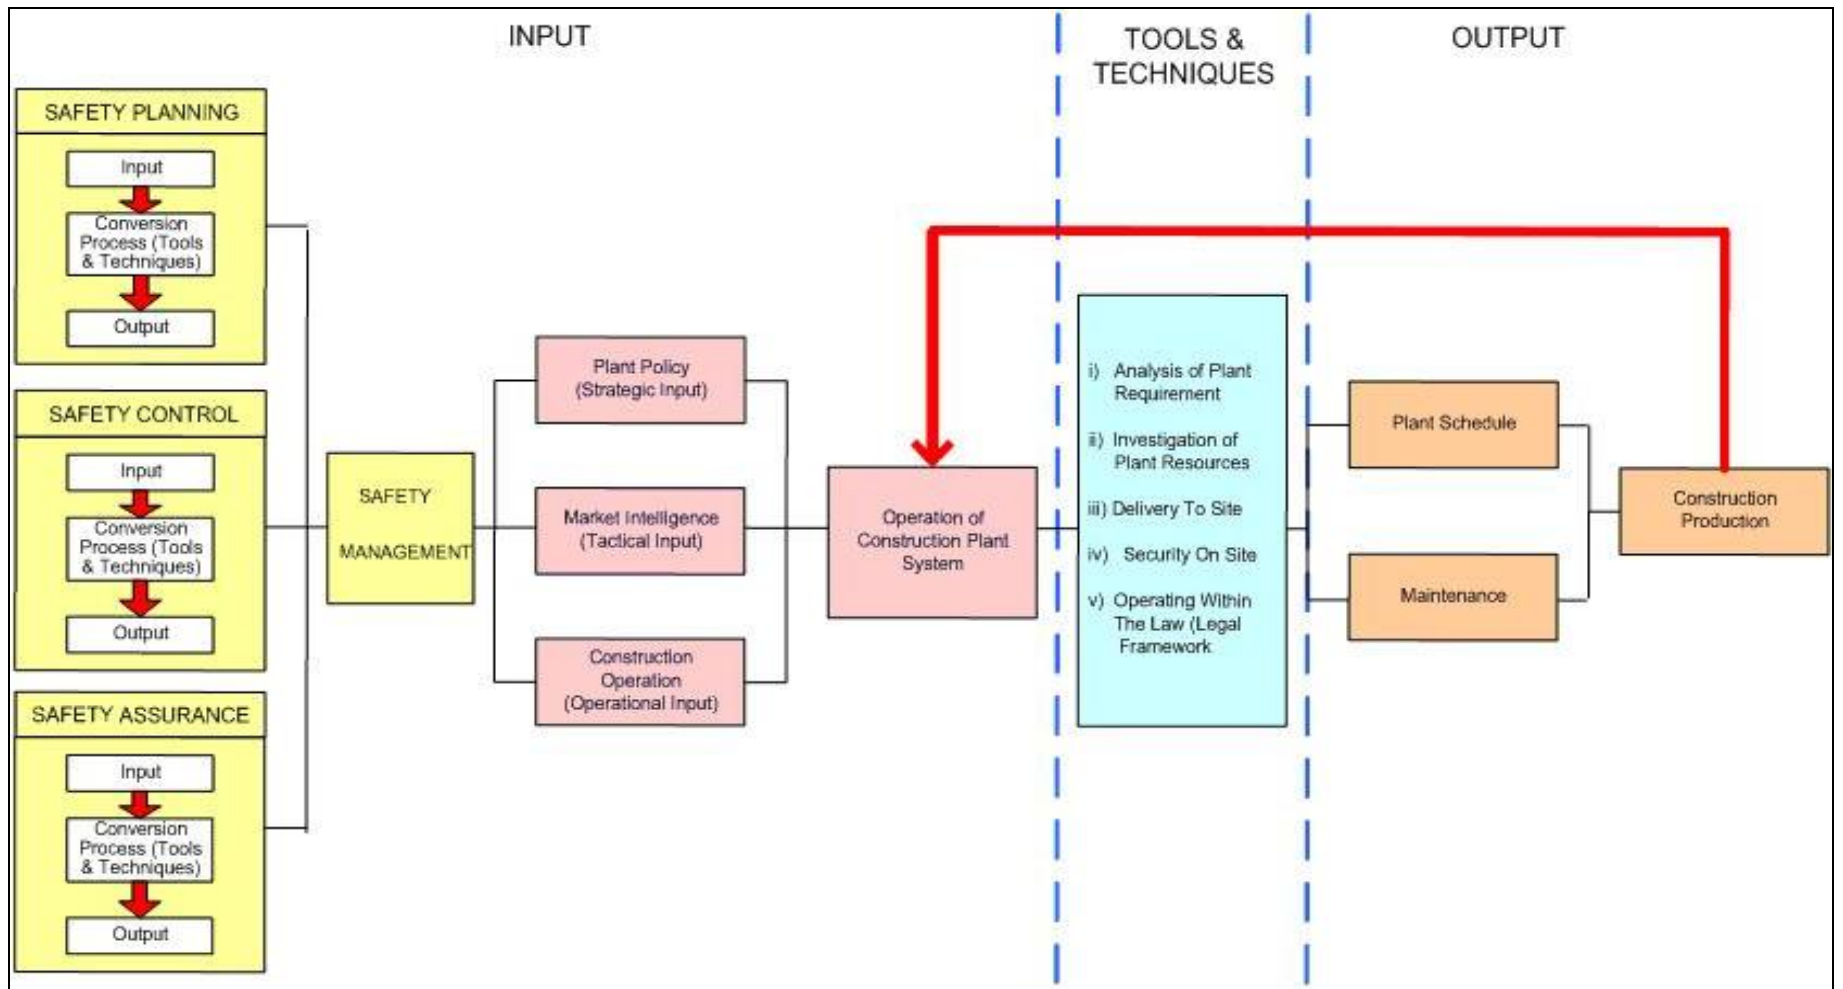 INPUT
TOOLS &
TECHNIQUES
OUTPUT
SAFETY PLANNING
Input
Conversion
Process (Tools
& Techniques)
Output
SAFETY CONTROL
Input
Conversion
Process (Tools
& Techniques)
Output
SAFETY ASSURANCE
Input
Conversion
Process (Tools
& Techniques)
Output
SAFETY
MANAGEMENT
Plant Policy
(Strategic Input)
Market Intelligence
(Tactical Input)
Construction
Operation
(Operational Input)
Operation of
Construction Plant
System
i) Analysis of Plant
Requirement
ii) Investigation of
Plant Resources
iii) Delivery To Site
iv) Security On Site
v) Operating Within
The Law (Legal
Framework
Plant Schedule
Maintenance
Construction
Production